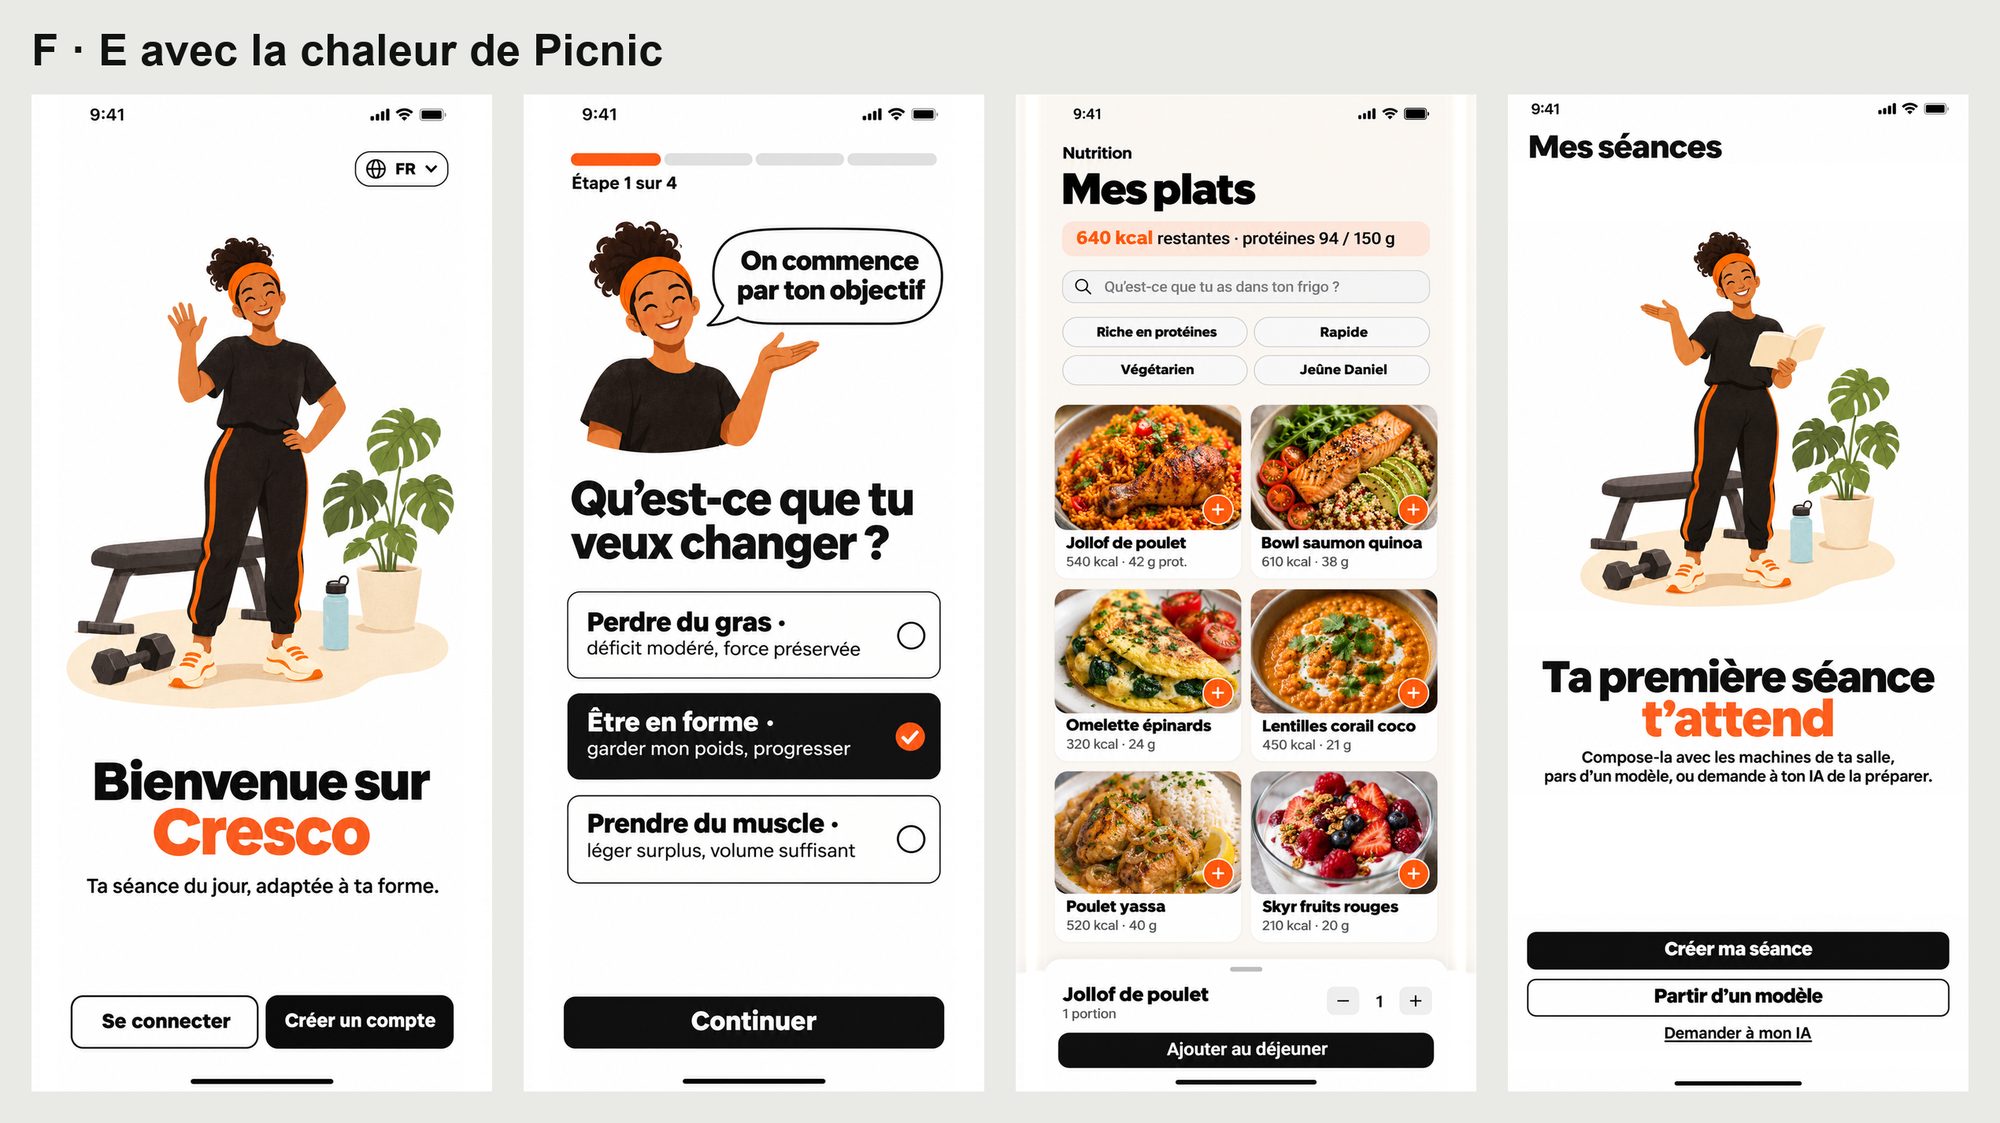 F · E avec la chaleur de Picnic
9:41
FR
Bienvenue sur
Cresco
Ta séance du jour, adaptée à ta forme.
Se connecter
Créer un compte
9:41
Étape 1 sur 4
On commence
par ton objectif
Qu’est-ce que tu
veux changer ?
Perdre du gras ·
déficit modéré, force préservée
Être en forme ·
garder mon poids, progresser
Prendre du muscle ·
léger surplus, volume suffisant
Continuer
9:41
Nutrition
Mes plats
640 kcal restantes · protéines 94 / 150 g
Qu’est-ce que tu as dans ton frigo ?
Riche en protéines
Rapide
Végétarien
Jeûne Daniel
Jollof de poulet
540 kcal · 42 g prot.
Bowl saumon quinoa
610 kcal · 38 g
Omelette épinards
320 kcal · 24 g
Lentilles corail coco
450 kcal · 21 g
Poulet yassa
520 kcal · 40 g
Skyr fruits rouges
210 kcal · 20 g
Jollof de poulet
1 portion
− 1 +
Ajouter au déjeuner
9:41
Mes séances
Ta première séance
t’attend
Compose-la avec les machines de ta salle,
pars d’un modèle, ou demande à ton IA de la préparer.
Créer ma séance
Partir d’un modèle
Demander à mon IA